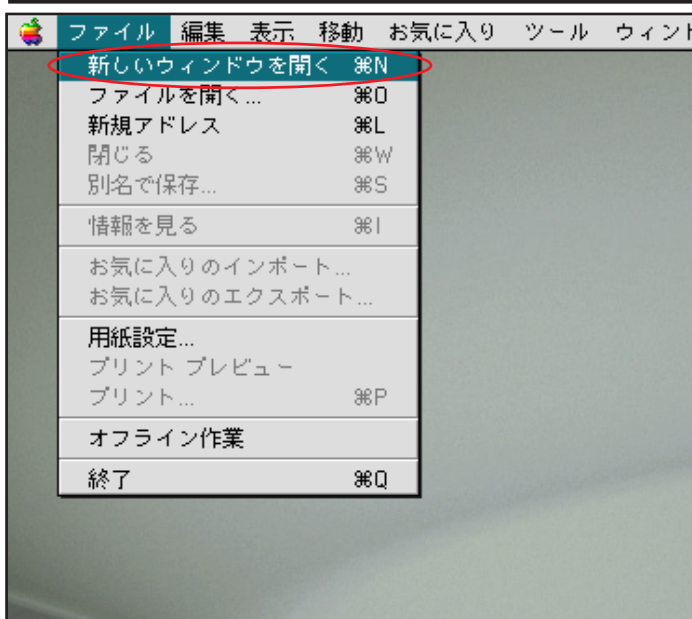 ファイル 編集 表示 移動 お気に入り ツール ウィンド
新しいウィンドウを開く ⌘N
ファイルを開く... ⌘O
新規アドレス ⌘L
閉じる ⌘W
別名で保存... ⌘S
情報を見る ⌘I
お気に入りのインポート...
お気に入りのエクスポート...
用紙設定...
プリント プレビュー
プリント... ⌘P
オフライン作業
終了 ⌘Q